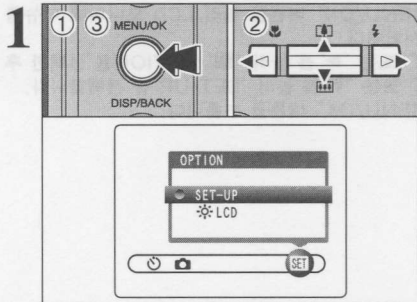 1
① ③ MENU/OK
DISP/BACK
②
OPTION
SET-UP
LCD
SET